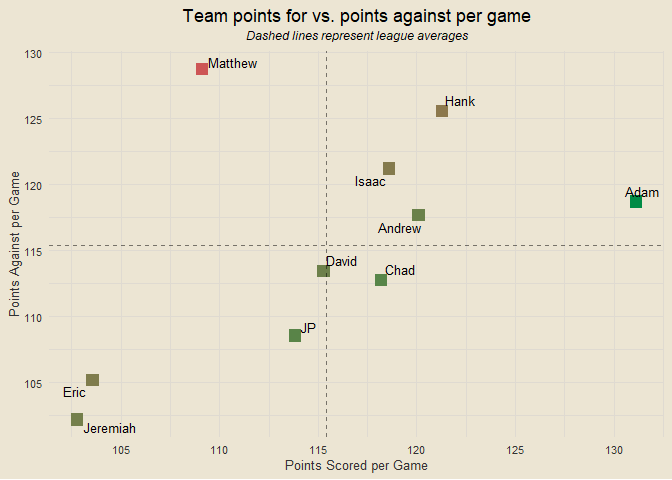 Team points for vs. points against per game
Dashed lines represent league averages
130
Matthew
Hank
125
Isaac
120
Adam
Andrew
115
David
Chad
110
JP
105
Eric
Jeremiah
Points Against per Game
105
110
115
120
125
130
Points Scored per Game